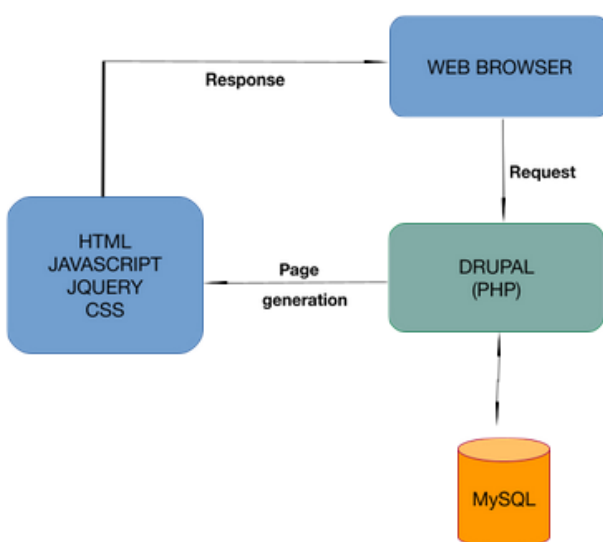 WEB BROWSER
Response
Request
HTML
JAVASCRIPT
JQUERY
CSS
Page
generation
DRUPAL
(PHP)
MySQL